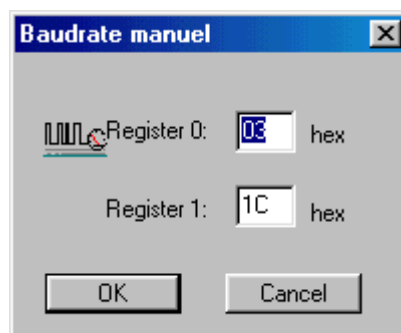 Baudrate manuel
Register 0: 03 hex
Register 1: 1C hex
OK Cancel